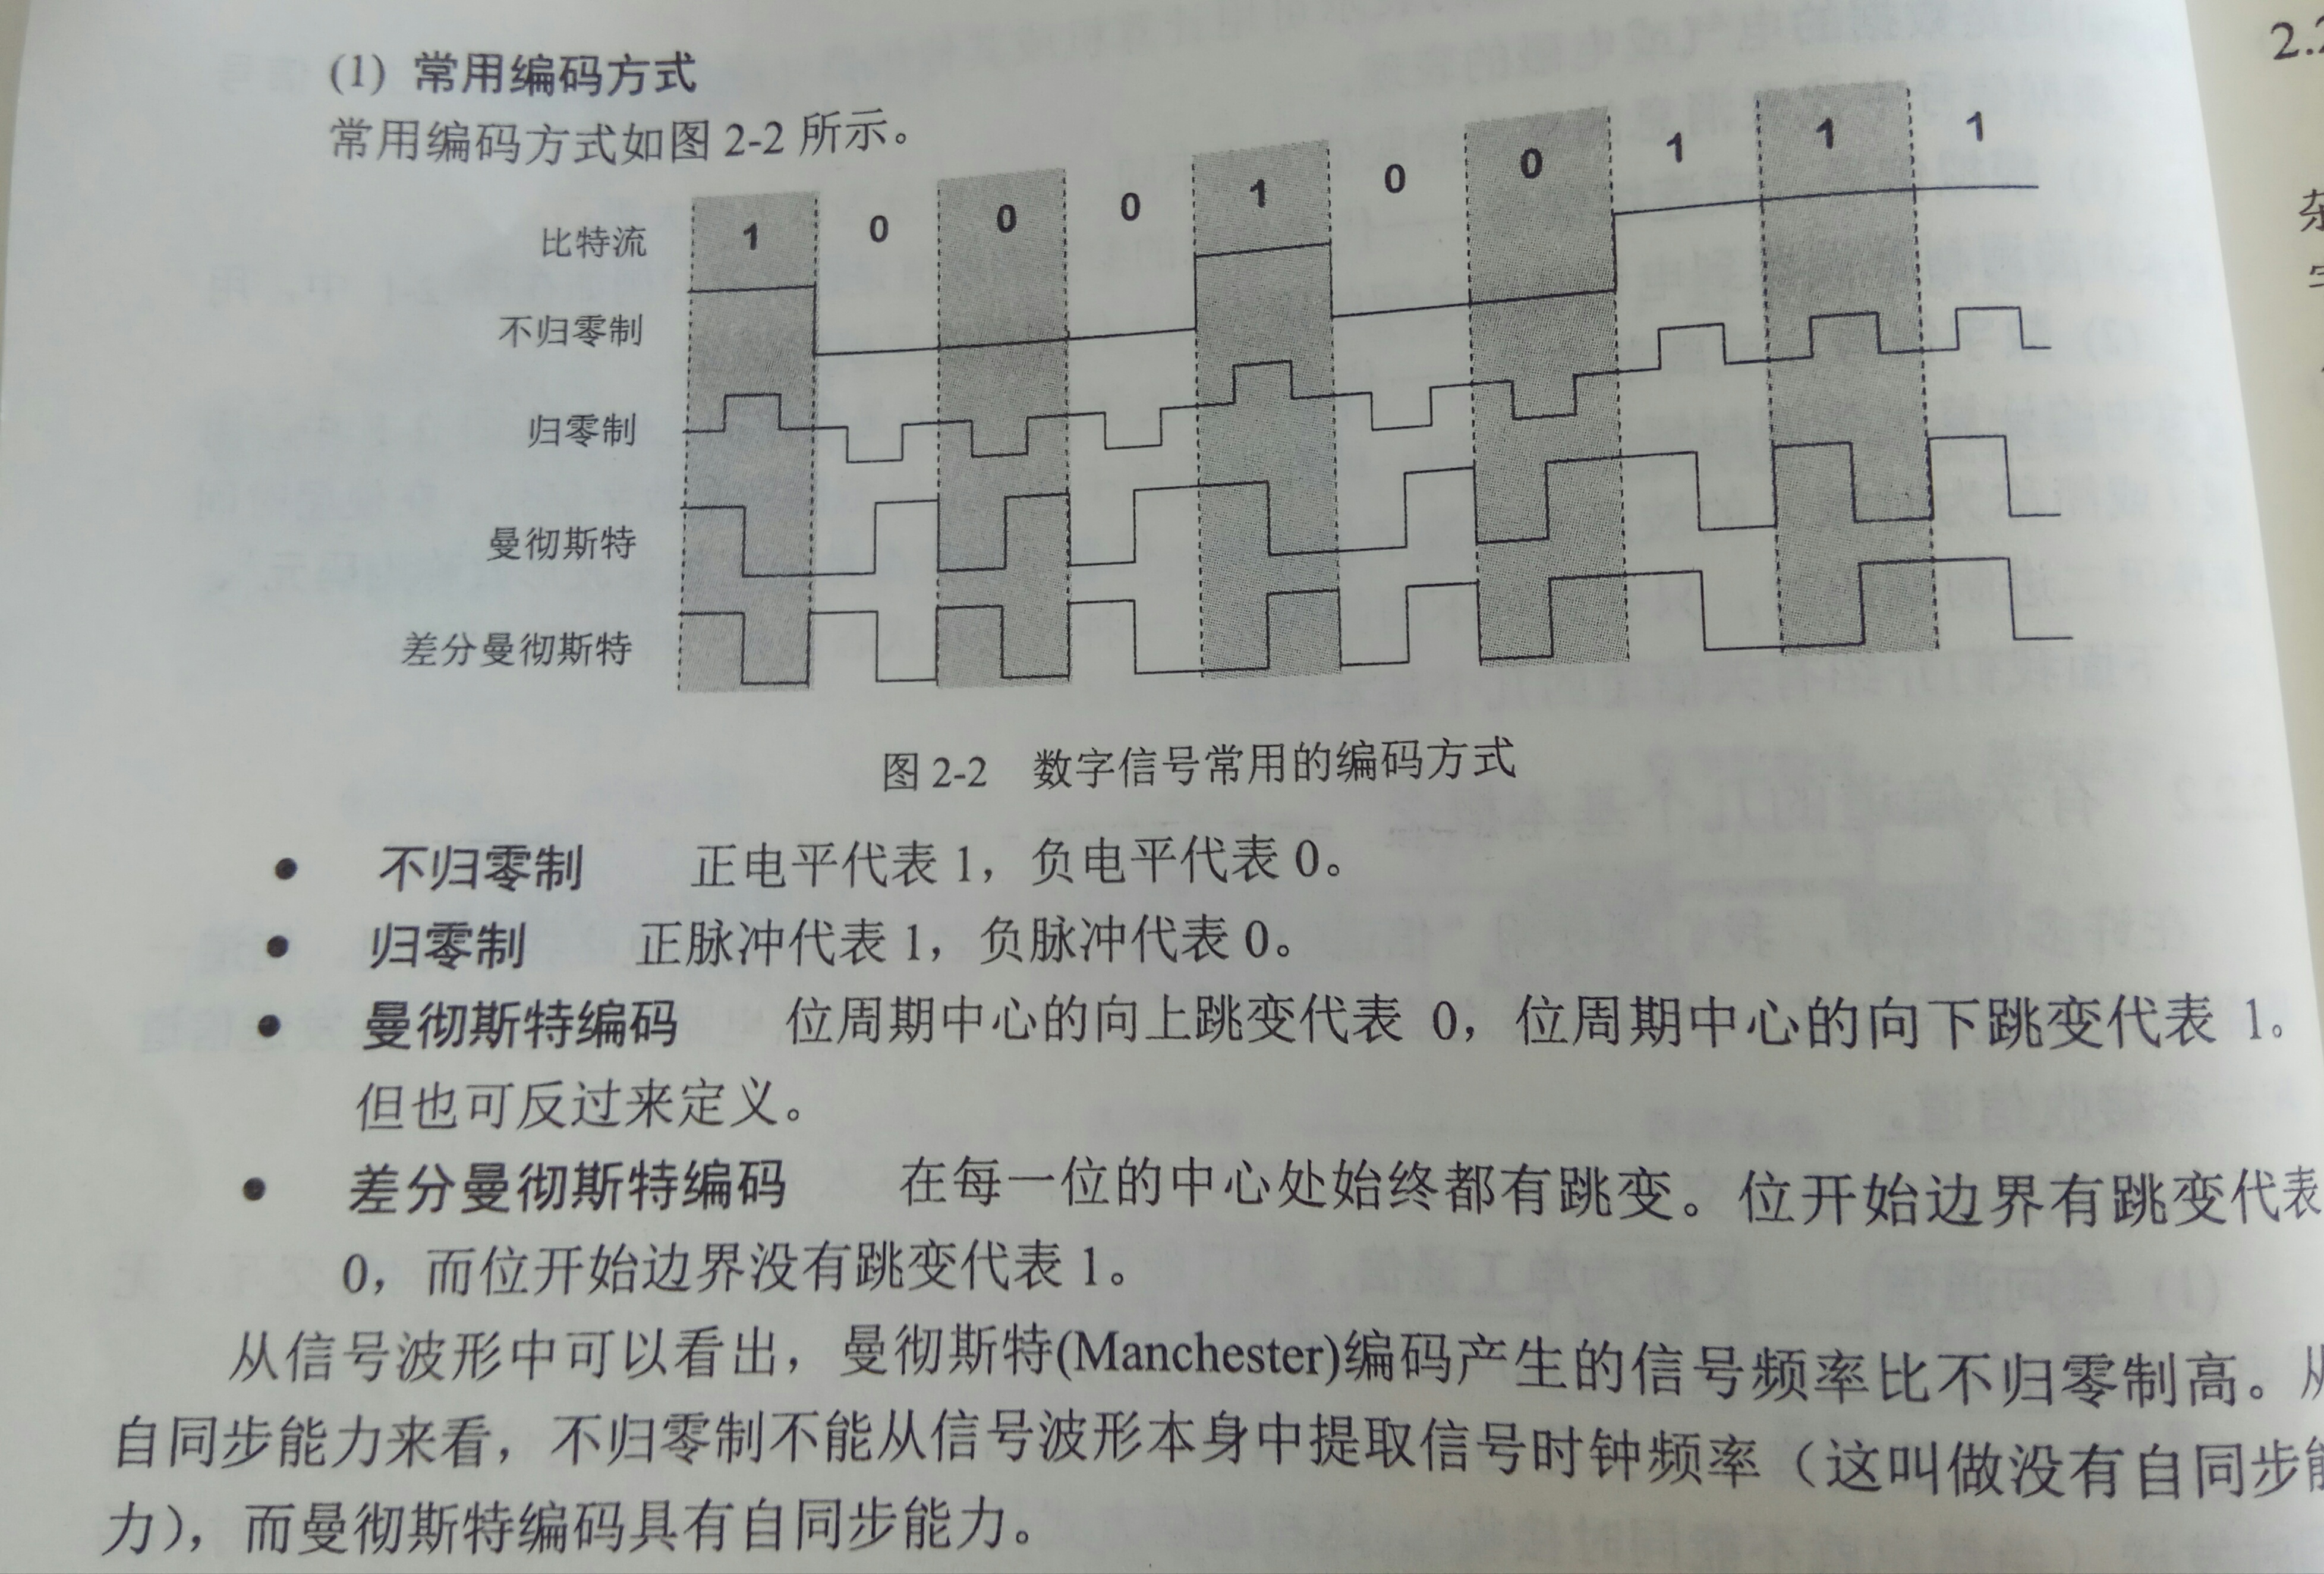 2.2
(1) 常用编码方式
常用编码方式如图 2-2 所示。
比特流 1 0 0 0 1 0 0 1 1 1
不归零制
归零制
曼彻斯特
差分曼彻斯特
图 2-2 数字信号常用的编码方式
● 不归零制 正电平代表 1，负电平代表 0。
● 归零制 正脉冲代表 1，负脉冲代表 0。
● 曼彻斯特编码 位周期中心的向上跳变代表 0，位周期中心的向下跳变代表 1。
但也可反过来定义。
● 差分曼彻斯特编码 在每一位的中心处始终都有跳变。位开始边界有跳变代表
0，而位开始边界没有跳变代表 1。
从信号波形中可以看出，曼彻斯特(Manchester)编码产生的信号频率比不归零制高。从
自同步能力来看，不归零制不能从信号波形本身中提取信号时钟频率（这叫做没有自同步能
力），而曼彻斯特编码具有自同步能力。